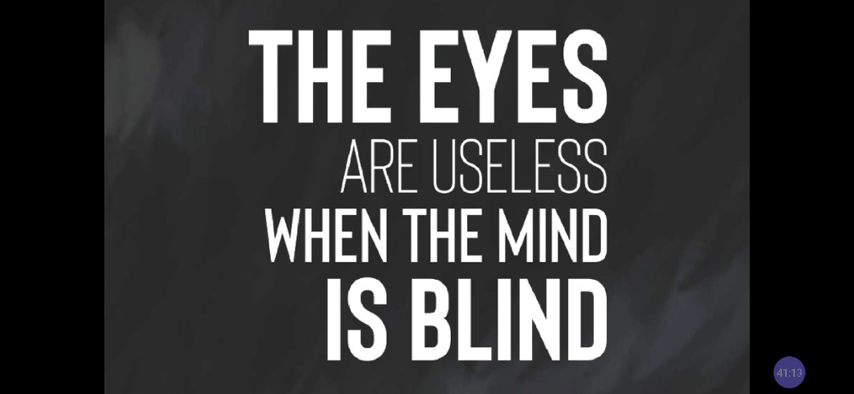 THE EYES
ARE USELESS
WHEN THE MIND
IS BLIND
41:13